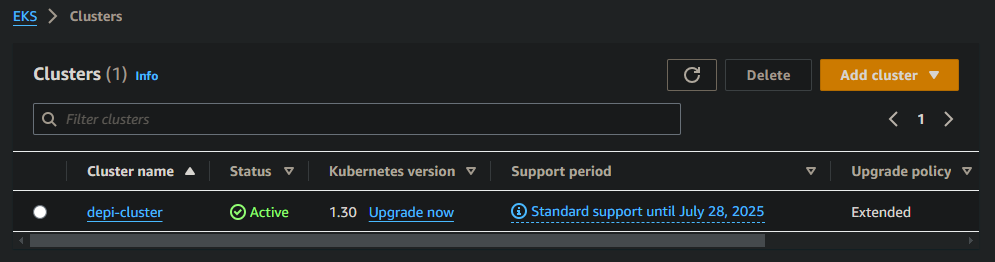 EKS > Clusters
Clusters (1) Info
Delete
Add cluster
Filter clusters
1
Cluster name Status Kubernetes version Support period Upgrade policy
depi-cluster Active 1.30 Upgrade now Standard support until July 28, 2025 Extended